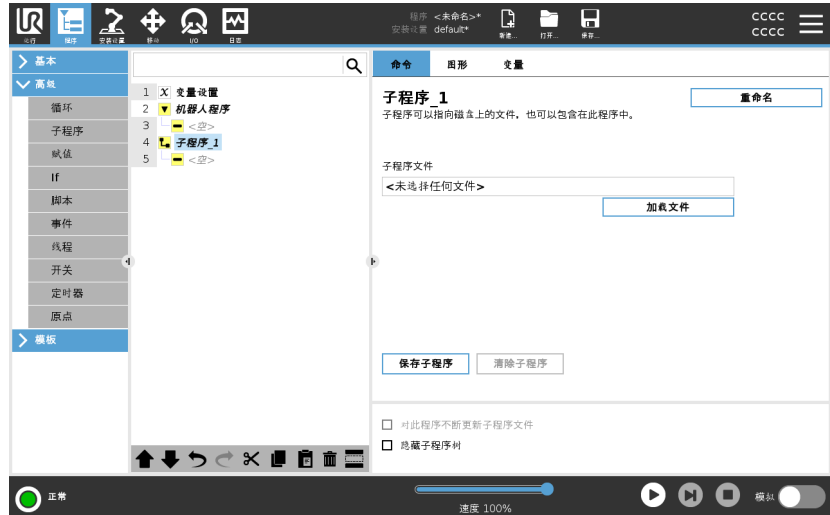 UR
运行
程序
安装设置
移动
I/O
日志
程序 <未命名>*
安装设置 default*
新建...
打开...
保存...
cccc
cccc
基本
高级
循环
子程序
赋值
If
脚本
事件
线程
开关
定时器
原点
模板
1 X 变量设置
2 机器人程序
3 <空>
4 子程序_1
5 <空>
命令 图形 变量
子程序_1
重命名
子程序可以指向磁盘上的文件，也可以包含在此程序中。
子程序文件
<未选择任何文件>
加载文件
保存子程序
清除子程序
对此程序不断更新子程序文件
隐藏子程序树
正常
速度 100%
模拟